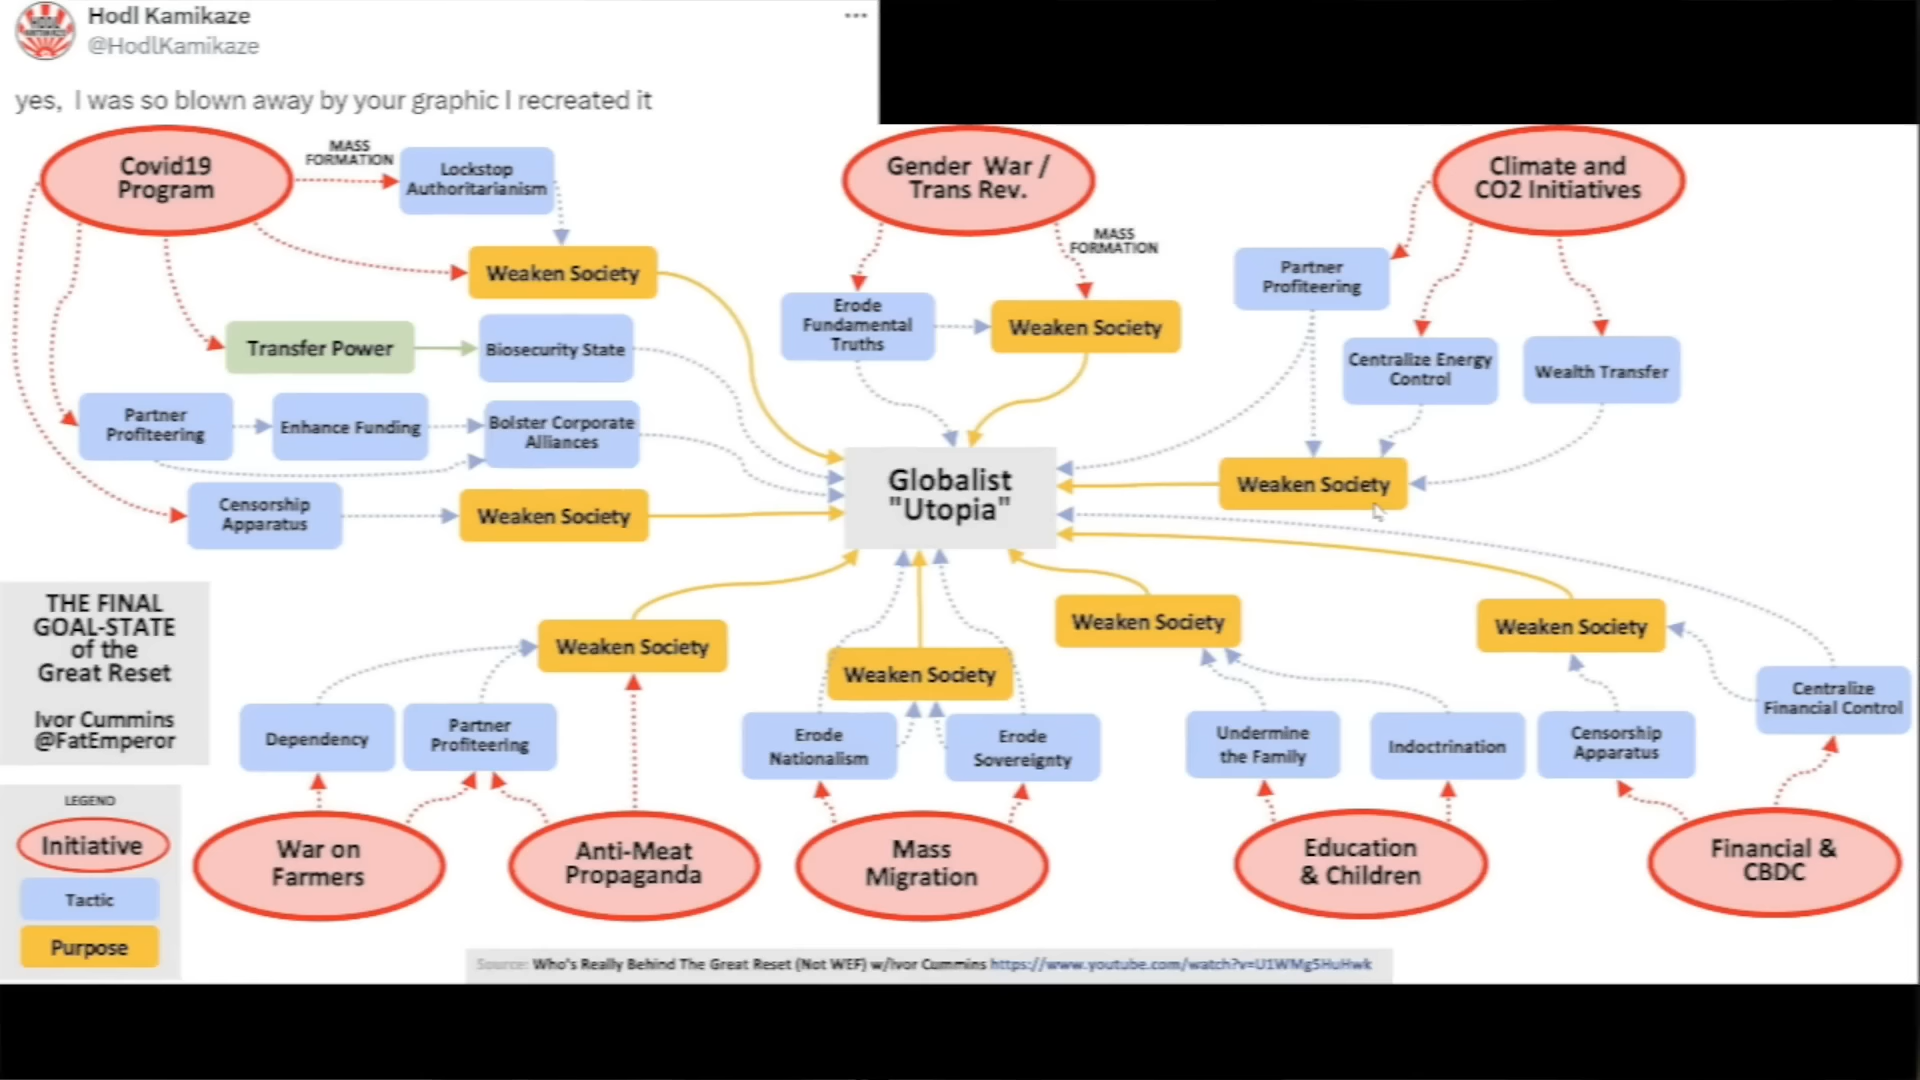 Hodl Kamikaze
@HodlKamikaze
yes, I was so blown away by your graphic I recreated it
Covid19
Program
MASS
FORMATION
Lockstop
Authoritarianism
Weaken Society
Transfer Power
Biosecurity State
Partner
Profiteering
Enhance Funding
Bolster Corporate
Alliances
Censorship
Apparatus
Weaken Society
Gender War /
Trans Rev.
MASS
FORMATION
Erode
Fundamental
Truths
Weaken Society
Climate and
CO2 Initiatives
Partner
Profiteering
Centralize Energy
Control
Wealth Transfer
Weaken Society
Globalist
"Utopia"
THE FINAL
GOAL-STATE
of the
Great Reset
Ivor Cummins
@FatEmperor
Weaken Society
Dependency
Partner
Profiteering
War on
Farmers
Anti-Meat
Propaganda
Weaken Society
Erode
Nationalism
Erode
Sovereignty
Mass
Migration
Weaken Society
Undermine
the Family
Indoctrination
Education
& Children
Weaken Society
Censorship
Apparatus
Centralize
Financial Control
Financial &
CBDC
LEGEND
Initiative
Tactic
Purpose
Source: Who's Really Behind The Great Reset (Not WEF) w/Ivor Cummins https://www.youtube.com/watch?v=U1WMg5HuHwk